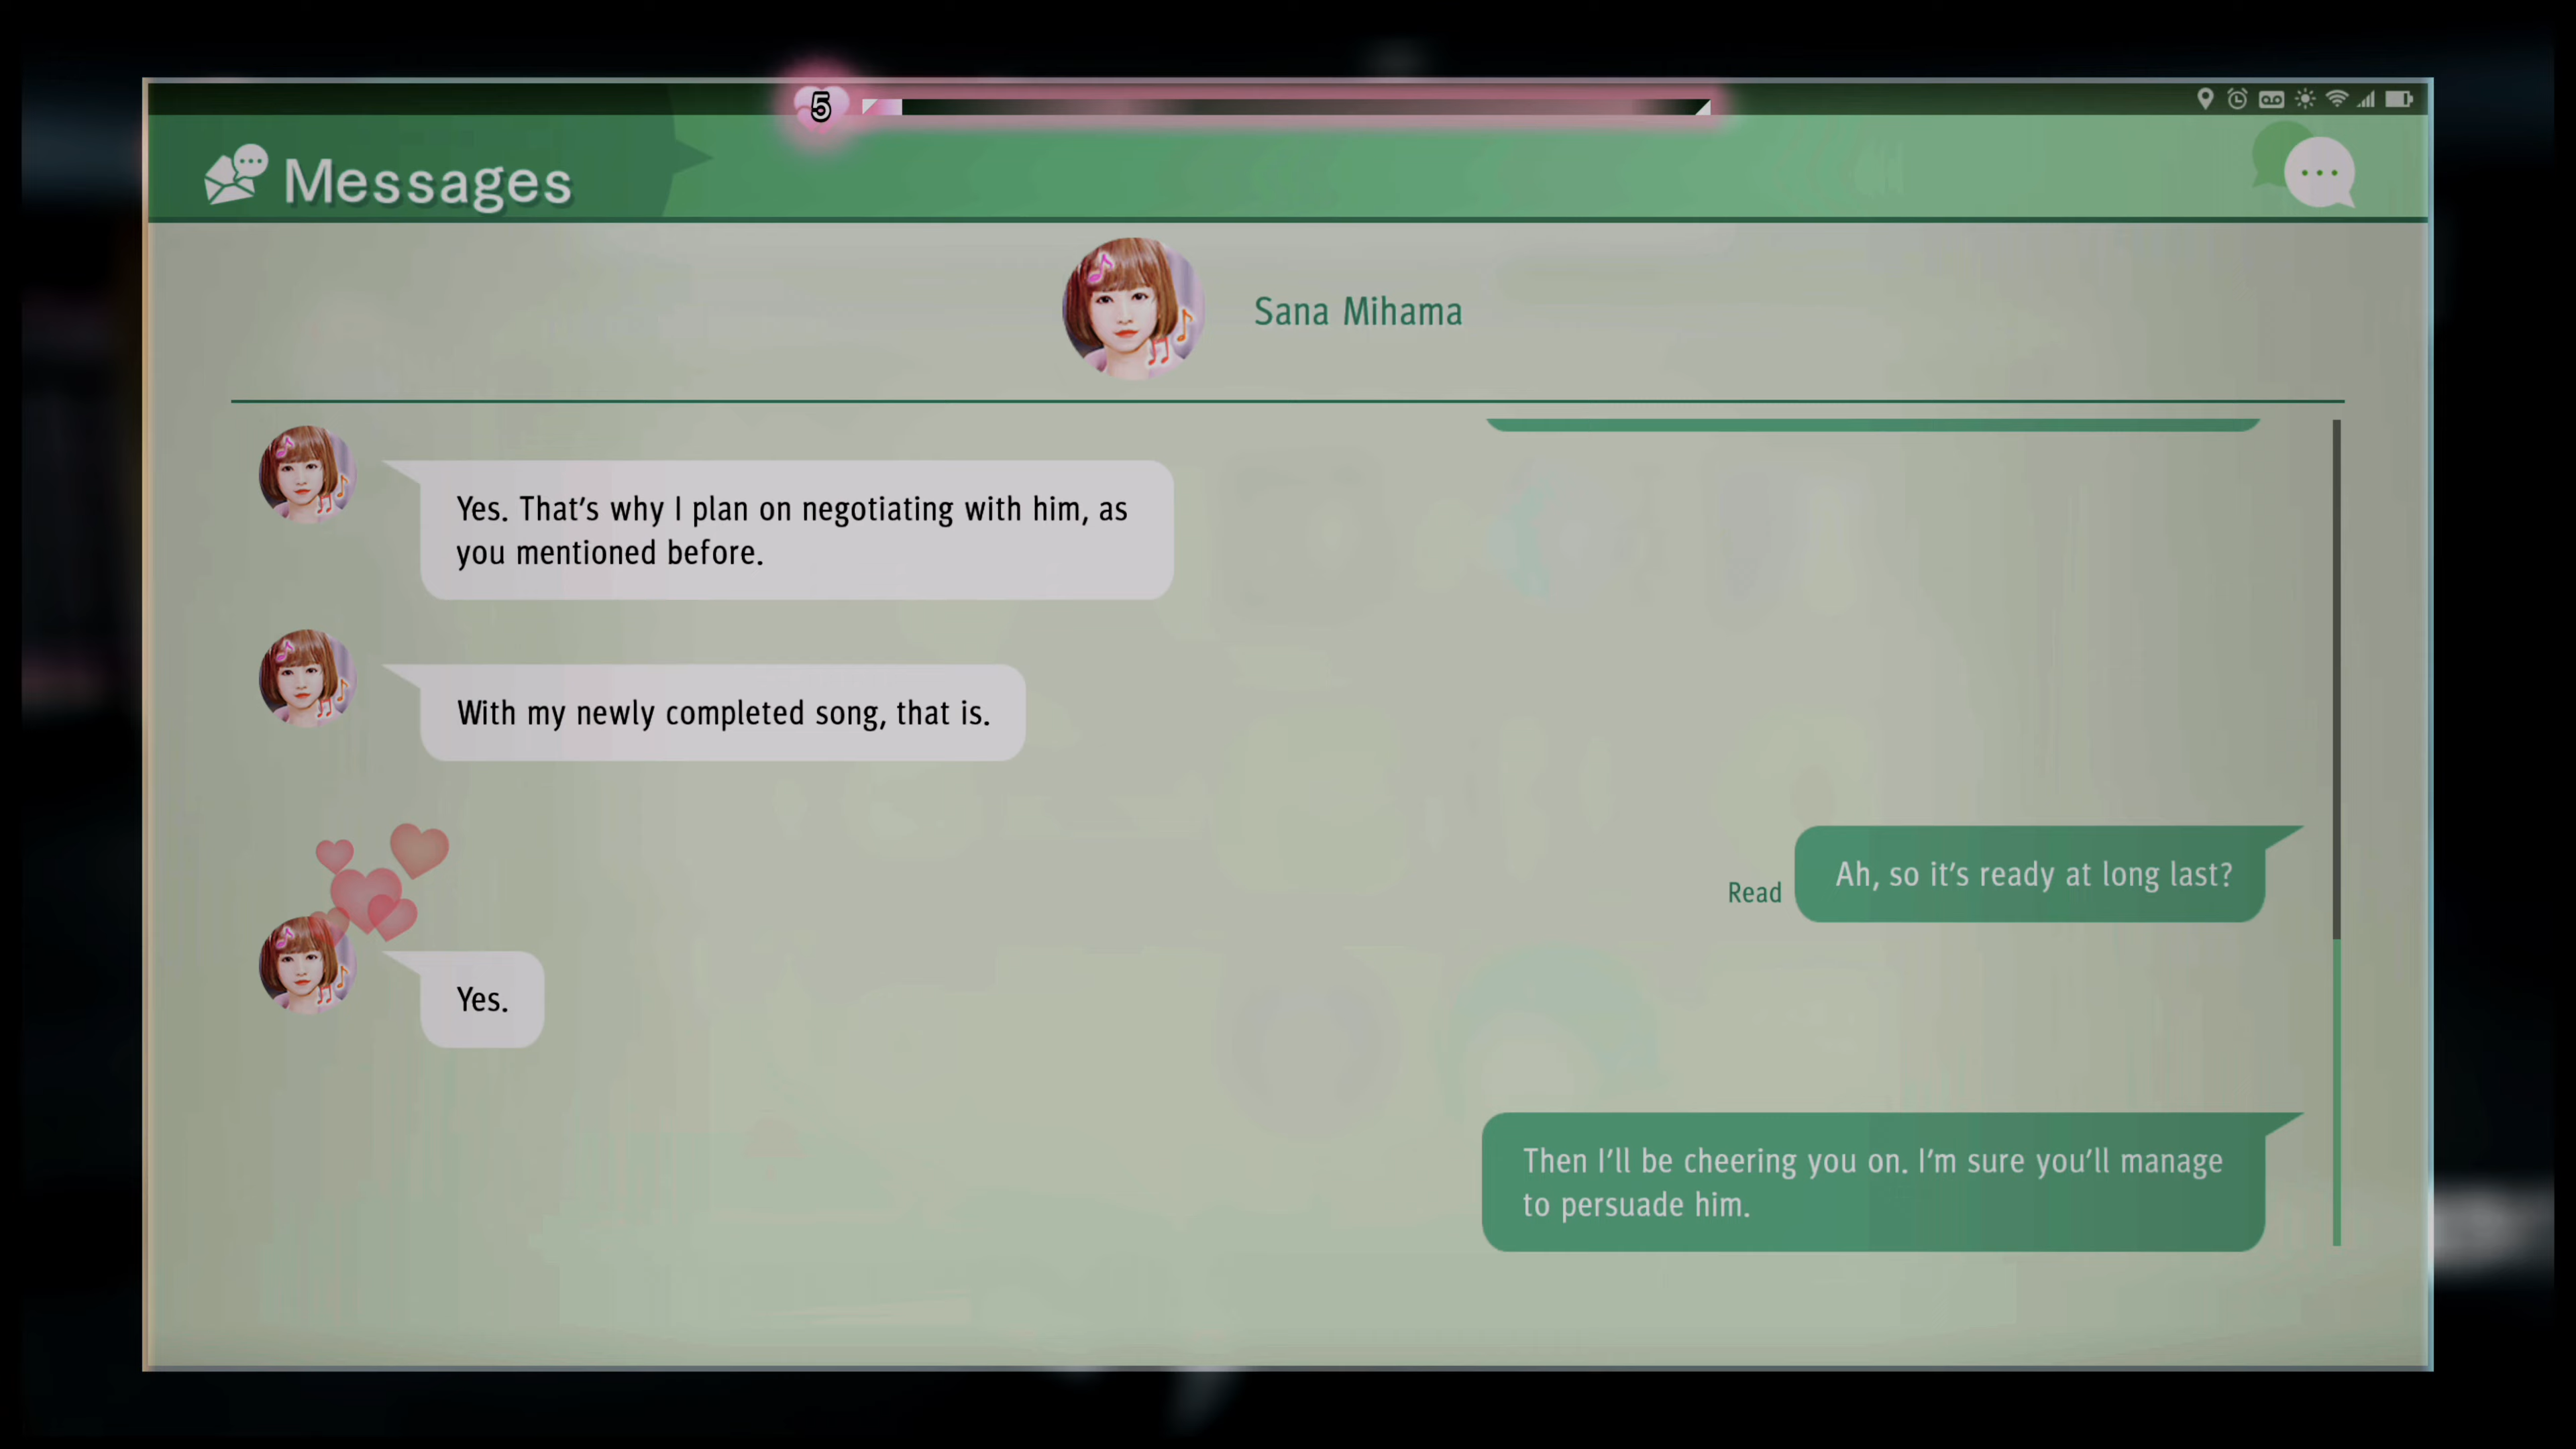 5
Messages
Sana Mihama
Yes. That's why I plan on negotiating with him, as
you mentioned before.
With my newly completed song, that is.
Ah, so it's ready at long last?
Read
Yes.
Then I'll be cheering you on. I'm sure you'll manage
to persuade him.